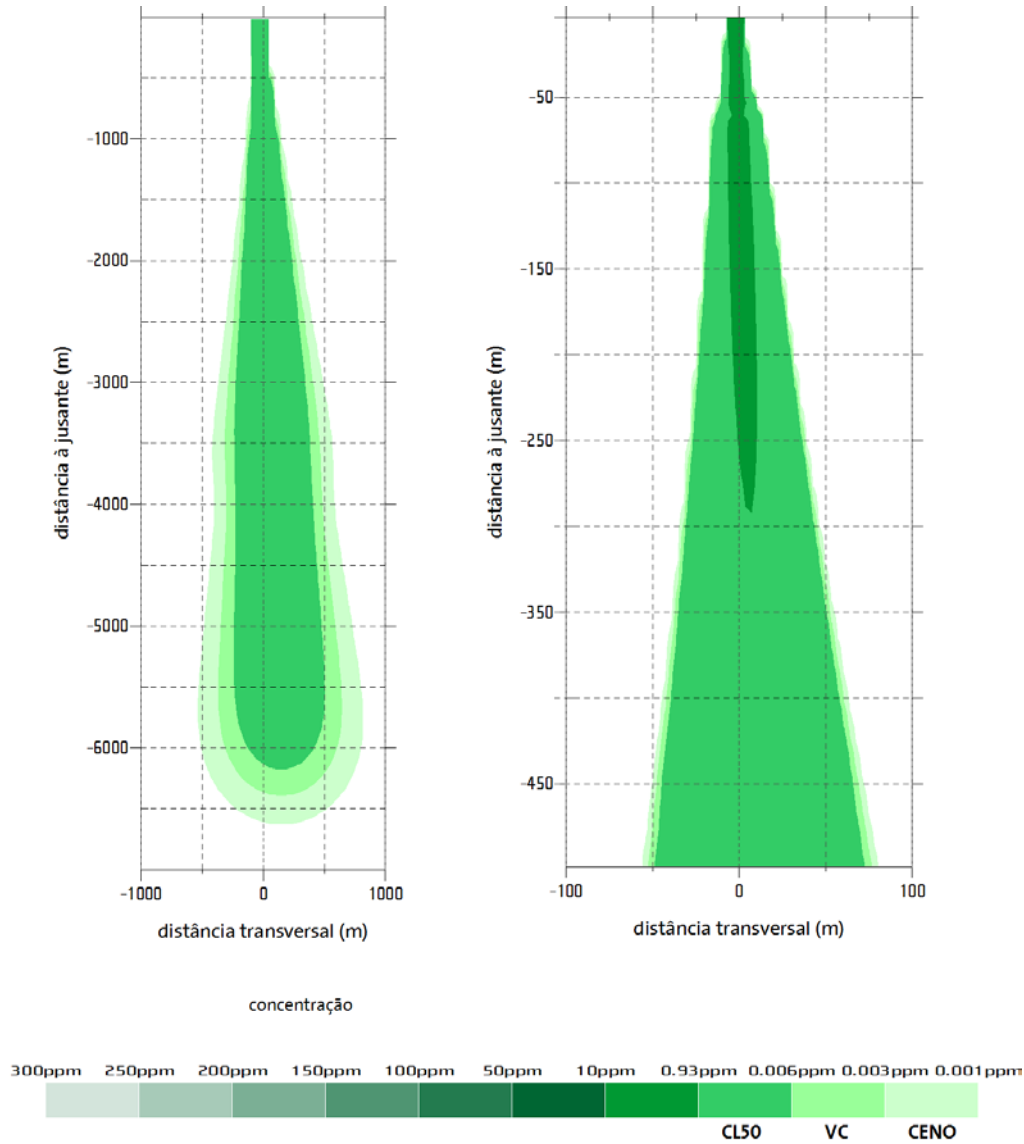 -1000
-2000
-3000
-4000
-5000
-6000
distância à jusante (m)
-1000 0 1000
distância transversal (m)
-50
-150
-250
-350
-450
distância à jusante (m)
-100 0 100
distância transversal (m)
concentração
300ppm 250ppm 200ppm 150ppm 100ppm 50ppm 10ppm 0.93ppm 0.006ppm 0.003ppm 0.001ppm
CL50 VC CENO